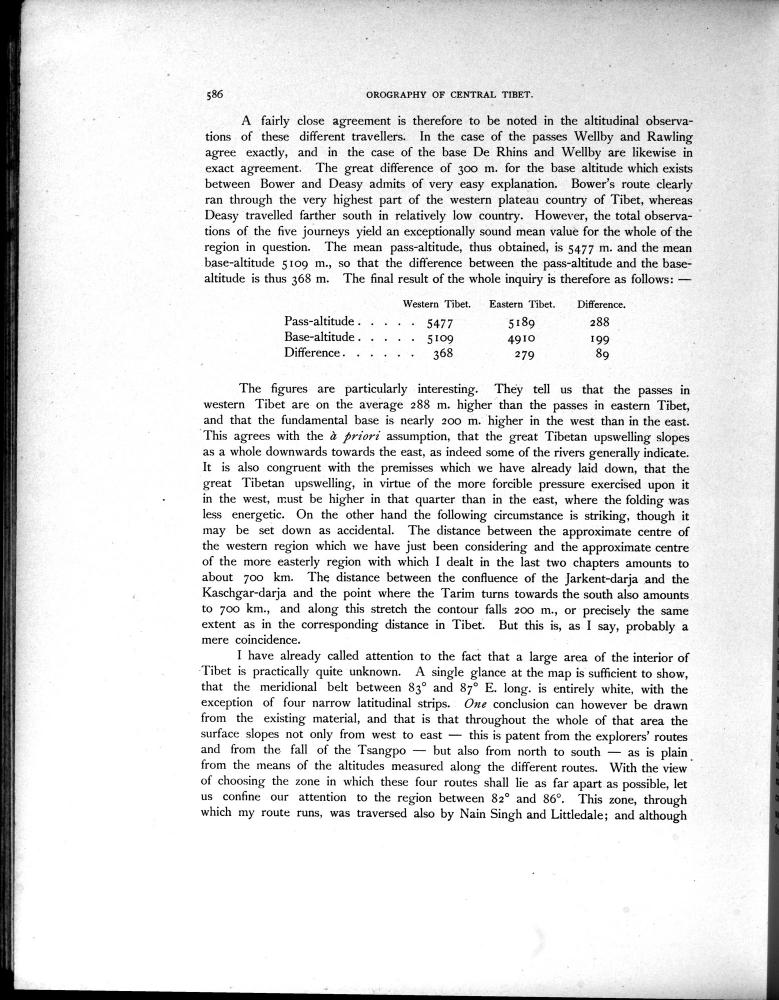 586 OROGRAPHY OF CENTRAL TIBET.
A fairly close agreement is therefore to be noted in the altitudinal observa-
tions of these different travellers. In the case of the passes Wellby and Rawling
agree exactly, and in the case of the base De Rhins and Wellby are likewise in
exact agreement. The great difference of 300 m. for the base altitude which exists
between Bower and Deasy admits of very easy explanation. Bower's route clearly
ran through the very highest part of the western plateau country of Tibet, whereas
Deasy travelled farther south in relatively low country. However, the total observa-
tions of the five journeys yield an exceptionally sound mean value for the whole of the
region in question. The mean pass-altitude, thus obtained, is 5477 m. and the mean
base-altitude 5109 m., so that the difference between the pass-altitude and the base-
altitude is thus 368 m. The final result of the whole inquiry is therefore as follows: —
Western Tibet. Eastern Tibet. Difference.
Pass-altitude . . . . . 5477 5189 288
Base-altitude . . . . . 5109 4910 199
Difference . . . . . . 368 279 89
The figures are particularly interesting. They tell us that the passes in
western Tibet are on the average 288 m. higher than the passes in eastern Tibet,
and that the fundamental base is nearly 200 m. higher in the west than in the east.
This agrees with the à priori assumption, that the great Tibetan upswelling slopes
as a whole downwards towards the east, as indeed some of the rivers generally indicate.
It is also congruent with the premisses which we have already laid down, that the
great Tibetan upswelling, in virtue of the more forcible pressure exercised upon it
in the west, must be higher in that quarter than in the east, where the folding was
less energetic. On the other hand the following circumstance is striking, though it
may be set down as accidental. The distance between the approximate centre of
the western region which we have just been considering and the approximate centre
of the more easterly region with which I dealt in the last two chapters amounts to
about 700 km. The distance between the confluence of the Jarkent-darja and the
Kaschgar-darja and the point where the Tarim turns towards the south also amounts
to 700 km., and along this stretch the contour falls 200 m., or precisely the same
extent as in the corresponding distance in Tibet. But this is, as I say, probably a
mere coincidence.
I have already called attention to the fact that a large area of the interior of
Tibet is practically quite unknown. A single glance at the map is sufficient to show,
that the meridional belt between 83° and 87° E. long. is entirely white, with the
exception of four narrow latitudinal strips. One conclusion can however be drawn
from the existing material, and that is that throughout the whole of that area the
surface slopes not only from west to east — this is patent from the explorers' routes
and from the fall of the Tsangpo — but also from north to south — as is plain
from the means of the altitudes measured along the different routes. With the view
of choosing the zone in which these four routes shall lie as far apart as possible, let
us confine our attention to the region between 82° and 86°. This zone, through
which my route runs, was traversed also by Nain Singh and Littledale; and although